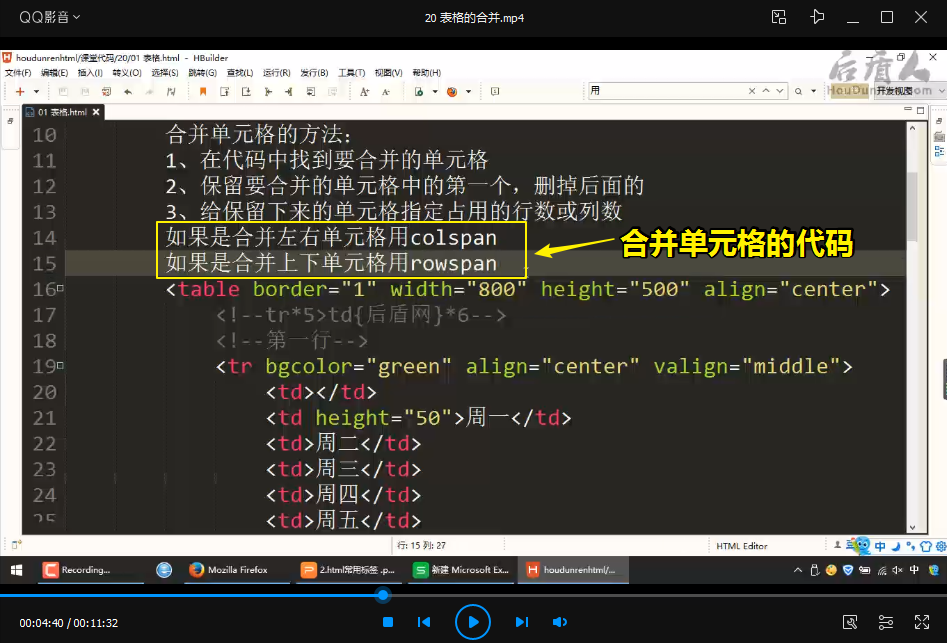 QQ影音
20 表格的合并.mp4
houdunrenhtml/课堂代码/20/01 表格.html - HBuilder
文件(F) 编辑(E) 插入(I) 转义(O) 选择(S) 跳转(G) 查找(L) 运行(R) 发行(B) 工具(T) 视图(V) 帮助(H)
后盾人
HouDun
om
用
开发视图
01 表格.html
10 合并单元格的方法:
11 1、在代码中找到要合并的单元格
12 2、保留要合并的单元格中的第一个，删掉后面的
13 3、给保留下来的单元格指定占用的行数或列数
14 如果是合并左右单元格用colspan
15 如果是合并上下单元格用rowspan
合并单元格的代码
16 <table border="1" width="800" height="500" align="center">
17 <!--tr*5>td{后盾网}*6-->
18 <!--第一行-->
19 <tr bgcolor="green" align="center" valign="middle">
20 <td></td>
21 <td height="50">周一</td>
22 <td>周二</td>
23 <td>周三</td>
24 <td>周四</td>
25 <td>周五</td>
行: 15 列: 27
HTML Editor
中
Recording...
Mozilla Firefox
2.html常用标签 .p...
新建 Microsoft Ex...
houdunrenhtml/...
中
00:04:40 / 00:11:32